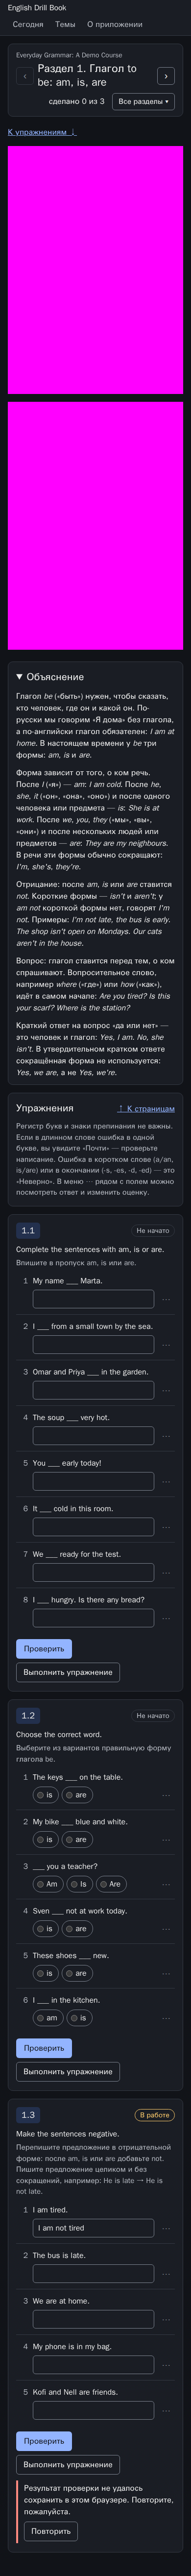 English Drill Book
Сегодня Темы О приложении
Everyday Grammar: A Demo Course
‹ Раздел 1. Глагол to ›
be: am, is, are
сделано 0 из 3 Все разделы ▾
К упражнениям ↓
▼ Объяснение
Глагол be («быть») нужен, чтобы сказать,
кто человек, где он и какой он. По-
русски мы говорим «Я дома» без глагола,
а по-английски глагол обязателен: I am at
home. В настоящем времени у be три
формы: am, is и are.
Форма зависит от того, о ком речь.
После I («я») — am: I am cold. После he,
she, it («он», «она», «оно») и после одного
человека или предмета — is: She is at
work. После we, you, they («мы», «вы»,
«они») и после нескольких людей или
предметов — are: They are my neighbours.
В речи эти формы обычно сокращают:
I'm, she's, they're.
Отрицание: после am, is или are ставится
not. Короткие формы — isn't и aren't; у
am not короткой формы нет, говорят I'm
not. Примеры: I'm not late, the bus is early.
The shop isn't open on Mondays. Our cats
aren't in the house.
Вопрос: глагол ставится перед тем, о ком
спрашивают. Вопросительное слово,
например where («где») или how («как»),
идёт в самом начале: Are you tired? Is this
your scarf? Where is the station?
Краткий ответ на вопрос «да или нет» —
это человек и глагол: Yes, I am. No, she
isn't. В утвердительном кратком ответе
сокращённая форма не используется:
Yes, we are, а не Yes, we're.
Упражнения ↑ К страницам
Регистр букв и знаки препинания не важны.
Если в длинном слове ошибка в одной
букве, вы увидите «Почти» — проверьте
написание. Ошибка в коротком слове (a/an,
is/are) или в окончании (-s, -es, -d, -ed) — это
«Неверно». В меню ··· рядом с полем можно
посмотреть ответ и изменить оценку.
1.1 Не начато
Complete the sentences with am, is or are.
Впишите в пропуск am, is или are.
1 My name ___ Marta.
···
2 I ___ from a small town by the sea.
···
3 Omar and Priya ___ in the garden.
···
4 The soup ___ very hot.
···
5 You ___ early today!
···
6 It ___ cold in this room.
···
7 We ___ ready for the test.
···
8 I ___ hungry. Is there any bread?
···
Проверить
Выполнить упражнение
1.2 Не начато
Choose the correct word.
Выберите из вариантов правильную форму
глагола be.
1 The keys ___ on the table.
is are ···
2 My bike ___ blue and white.
is are ···
3 ___ you a teacher?
Am Is Are ···
4 Sven ___ not at work today.
is are ···
5 These shoes ___ new.
is are ···
6 I ___ in the kitchen.
am is ···
Проверить
Выполнить упражнение
1.3 В работе
Make the sentences negative.
Перепишите предложение в отрицательной
форме: после am, is или are добавьте not.
Пишите предложение целиком и без
сокращений, например: He is late → He is
not late.
1 I am tired.
I am not tired ···
2 The bus is late.
···
3 We are at home.
···
4 My phone is in my bag.
···
5 Kofi and Nell are friends.
···
Проверить
Выполнить упражнение
Результат проверки не удалось
сохранить в этом браузере. Повторите,
пожалуйста.
Повторить